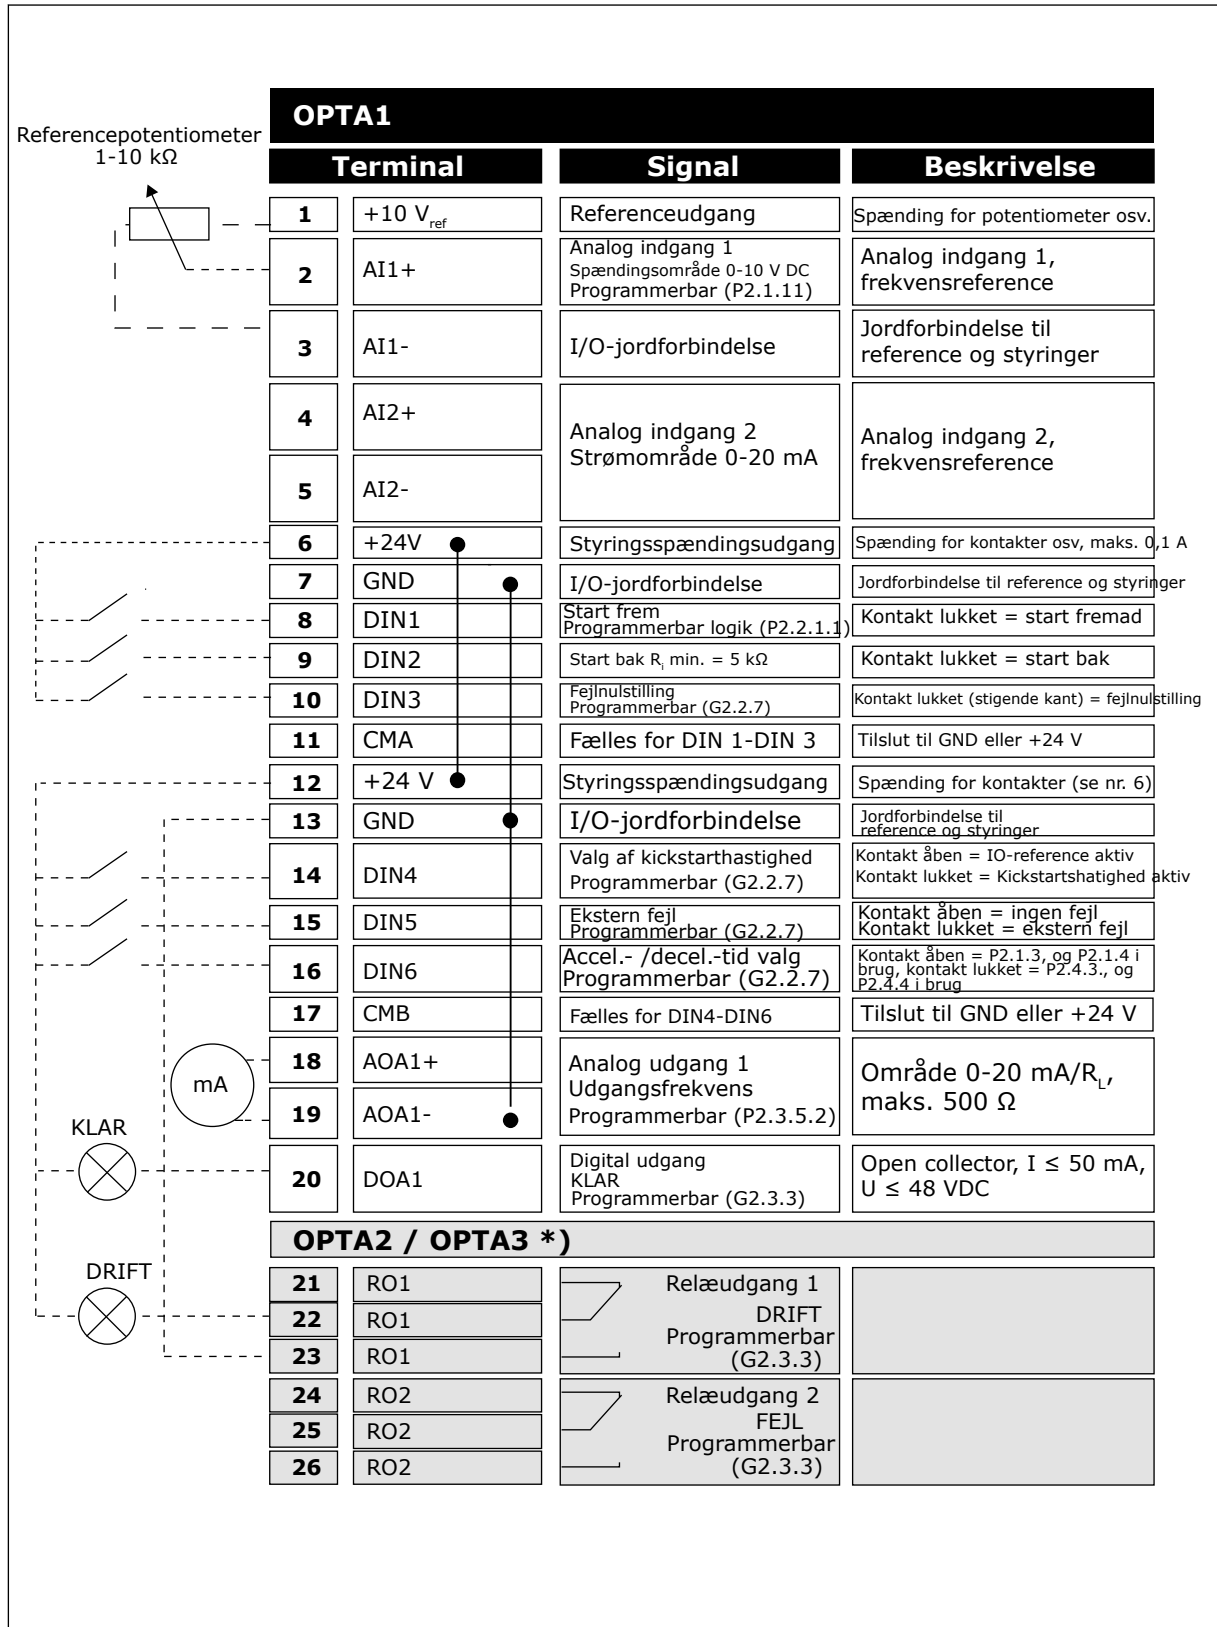 OPTA1
Referencepotentiometer
1-10 kΩ
Terminal Signal Beskrivelse
1 +10 Vref Referenceudgang Spænding for potentiometer osv.
2 AI1+ Analog indgang 1
Spændingsområde 0-10 V DC
Programmerbar (P2.1.11)
Analog indgang 1,
frekvensreference
3 AI1- I/O-jordforbindelse Jordforbindelse til
reference og styringer
4 AI2+
5 AI2-
Analog indgang 2
Strømområde 0-20 mA
Analog indgang 2,
frekvensreference
6 +24V Styringsspændingsudgang Spænding for kontakter osv, maks. 0,1 A
7 GND I/O-jordforbindelse Jordforbindelse til reference og styringer
8 DIN1 Start frem
Programmerbar logik (P2.2.1.1)
Kontakt lukket = start fremad
9 DIN2 Start bak Ri min. = 5 kΩ Kontakt lukket = start bak
10 DIN3 Fejlnulstilling
Programmerbar (G2.2.7)
Kontakt lukket (stigende kant) = fejlnulstilling
11 CMA Fælles for DIN 1-DIN 3 Tilslut til GND eller +24 V
12 +24 V Styringsspændingsudgang Spænding for kontakter (se nr. 6)
13 GND I/O-jordforbindelse Jordforbindelse til
reference og styringer
14 DIN4 Valg af kickstarthastighed
Programmerbar (G2.2.7)
Kontakt åben = IO-reference aktiv
Kontakt lukket = Kickstartshatighed aktiv
15 DIN5 Ekstern fejl
Programmerbar (G2.2.7)
Kontakt åben = ingen fejl
Kontakt lukket = ekstern fejl
16 DIN6 Accel.- /decel.-tid valg
Programmerbar (G2.2.7)
Kontakt åben = P2.1.3, og P2.1.4 i
brug, kontakt lukket = P2.4.3., og
P2.4.4 i brug
17 CMB Fælles for DIN4-DIN6 Tilslut til GND eller +24 V
mA
18 AOA1+
19 AOA1-
Analog udgang 1
Udgangsfrekvens
Programmerbar (P2.3.5.2)
Område 0-20 mA/RL,
maks. 500 Ω
KLAR
20 DOA1 Digital udgang
KLAR
Programmerbar (G2.3.3)
Open collector, I ≤ 50 mA,
U ≤ 48 VDC
OPTA2 / OPTA3 *)
DRIFT
21 RO1
22 RO1
23 RO1
Relæudgang 1
DRIFT
Programmerbar
(G2.3.3)
24 RO2
25 RO2
26 RO2
Relæudgang 2
FEJL
Programmerbar
(G2.3.3)